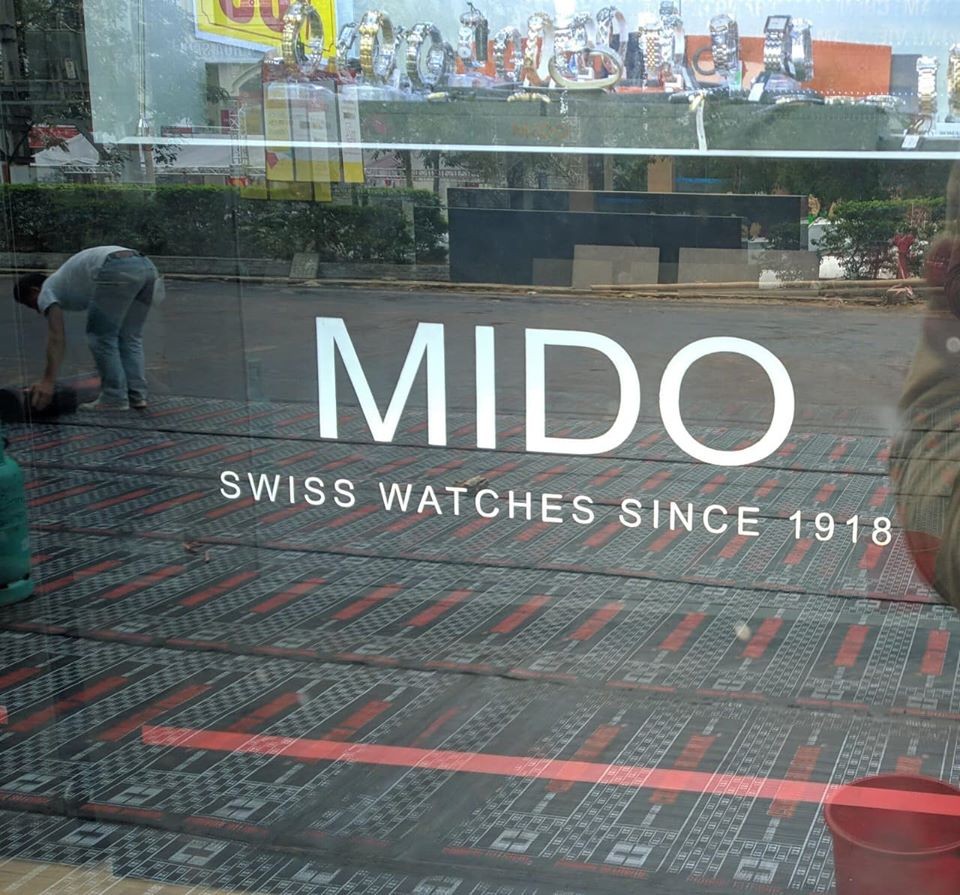 MIDO
SWISS WATCHES SINCE 1918